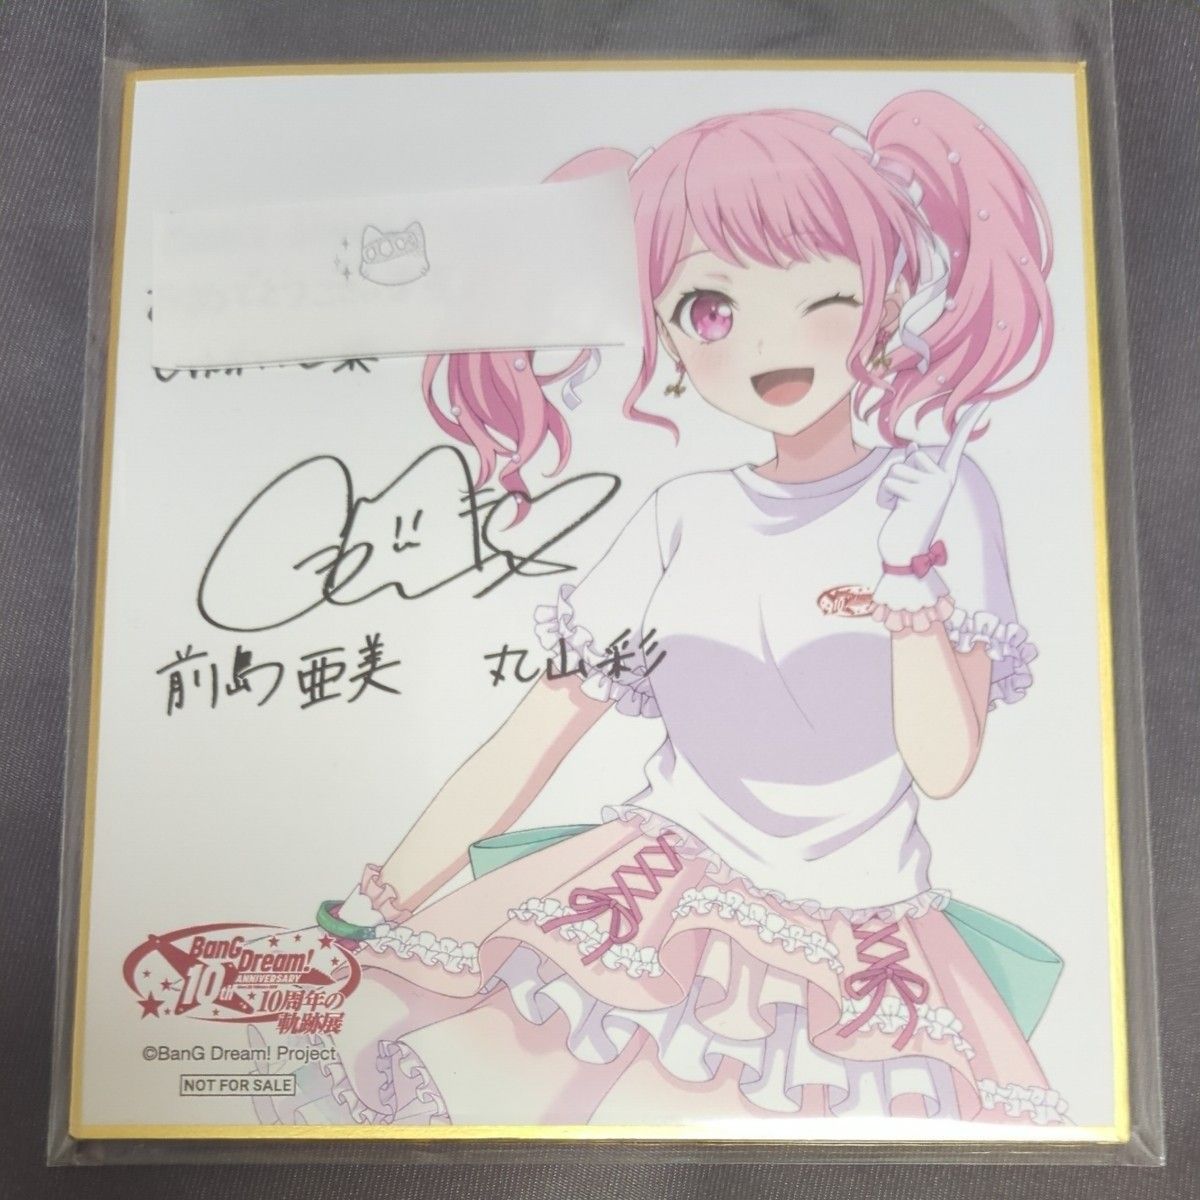 前島亜美 丸山彩
BanG Dream!
10th ANNIVERSARY
10周年の
軌跡展
©BanG Dream! Project
NOT FOR SALE